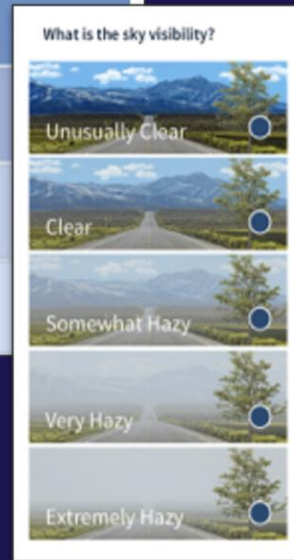 What is the sky visibility?
Unusually Clear
Clear
Somewhat Hazy
Very Hazy
Extremely Hazy